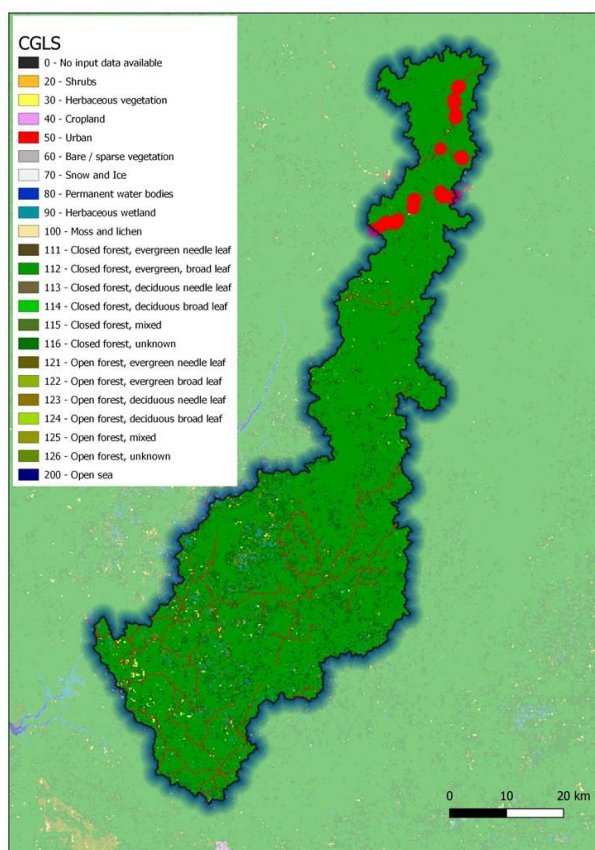 CGLS
0 - No input data available
20 - Shrubs
30 - Herbaceous vegetation
40 - Cropland
50 - Urban
60 - Bare / sparse vegetation
70 - Snow and Ice
80 - Permanent water bodies
90 - Herbaceous wetland
100 - Moss and lichen
111 - Closed forest, evergreen needle leaf
112 - Closed forest, evergreen, broad leaf
113 - Closed forest, deciduous needle leaf
114 - Closed forest, deciduous broad leaf
115 - Closed forest, mixed
116 - Closed forest, unknown
121 - Open forest, evergreen needle leaf
122 - Open forest, evergreen broad leaf
123 - Open forest, deciduous needle leaf
124 - Open forest, deciduous broad leaf
125 - Open forest, mixed
126 - Open forest, unknown
200 - Open sea
0 10 20 km